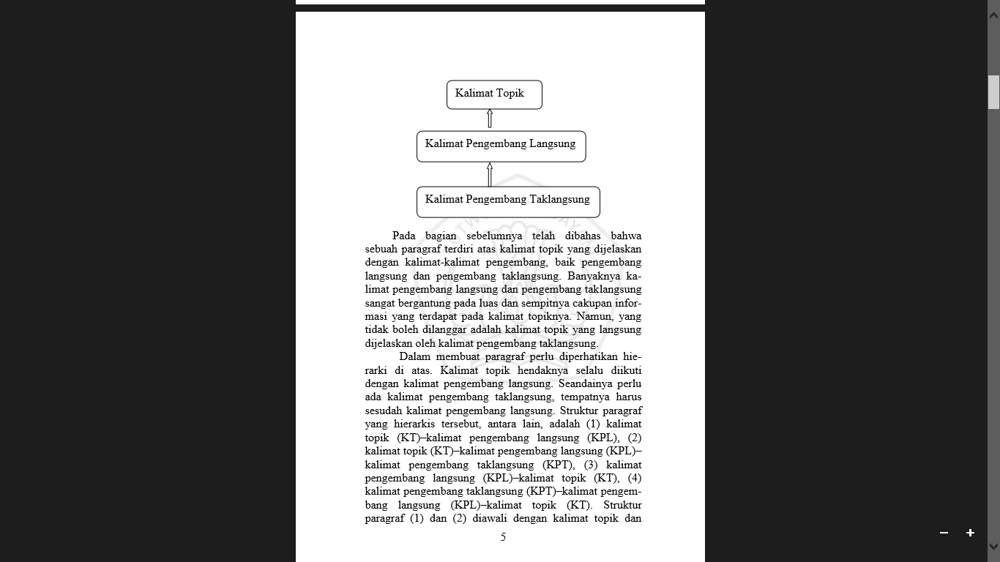 Kalimat Topik
Kalimat Pengembang Langsung
Kalimat Pengembang Taklangsung
Pada bagian sebelumnya telah dibahas bahwa
sebuah paragraf terdiri atas kalimat topik yang dijelaskan
dengan kalimat-kalimat pengembang, baik pengembang
langsung dan pengembang taklangsung. Banyaknya ka-
limat pengembang langsung dan pengembang taklangsung
sangat bergantung pada luas dan sempitnya cakupan infor-
masi yang terdapat pada kalimat topiknya. Namun, yang
tidak boleh dilanggar adalah kalimat topik yang langsung
dijelaskan oleh kalimat pengembang taklangsung.
Dalam membuat paragraf perlu diperhatikan hie-
rarki di atas. Kalimat topik hendaknya selalu diikuti
dengan kalimat pengembang langsung. Seandainya perlu
ada kalimat pengembang taklangsung, tempatnya harus
sesudah kalimat pengembang langsung. Struktur paragraf
yang hierarkis tersebut, antara lain, adalah (1) kalimat
topik (KT)–kalimat pengembang langsung (KPL), (2)
kalimat topik (KT)–kalimat pengembang langsung (KPL)–
kalimat pengembang taklangsung (KPT), (3) kalimat
pengembang langsung (KPL)–kalimat topik (KT), (4)
kalimat pengembang taklangsung (KPT)–kalimat pengem-
bang langsung (KPL)–kalimat topik (KT). Struktur
paragraf (1) dan (2) diawali dengan kalimat topik dan
5